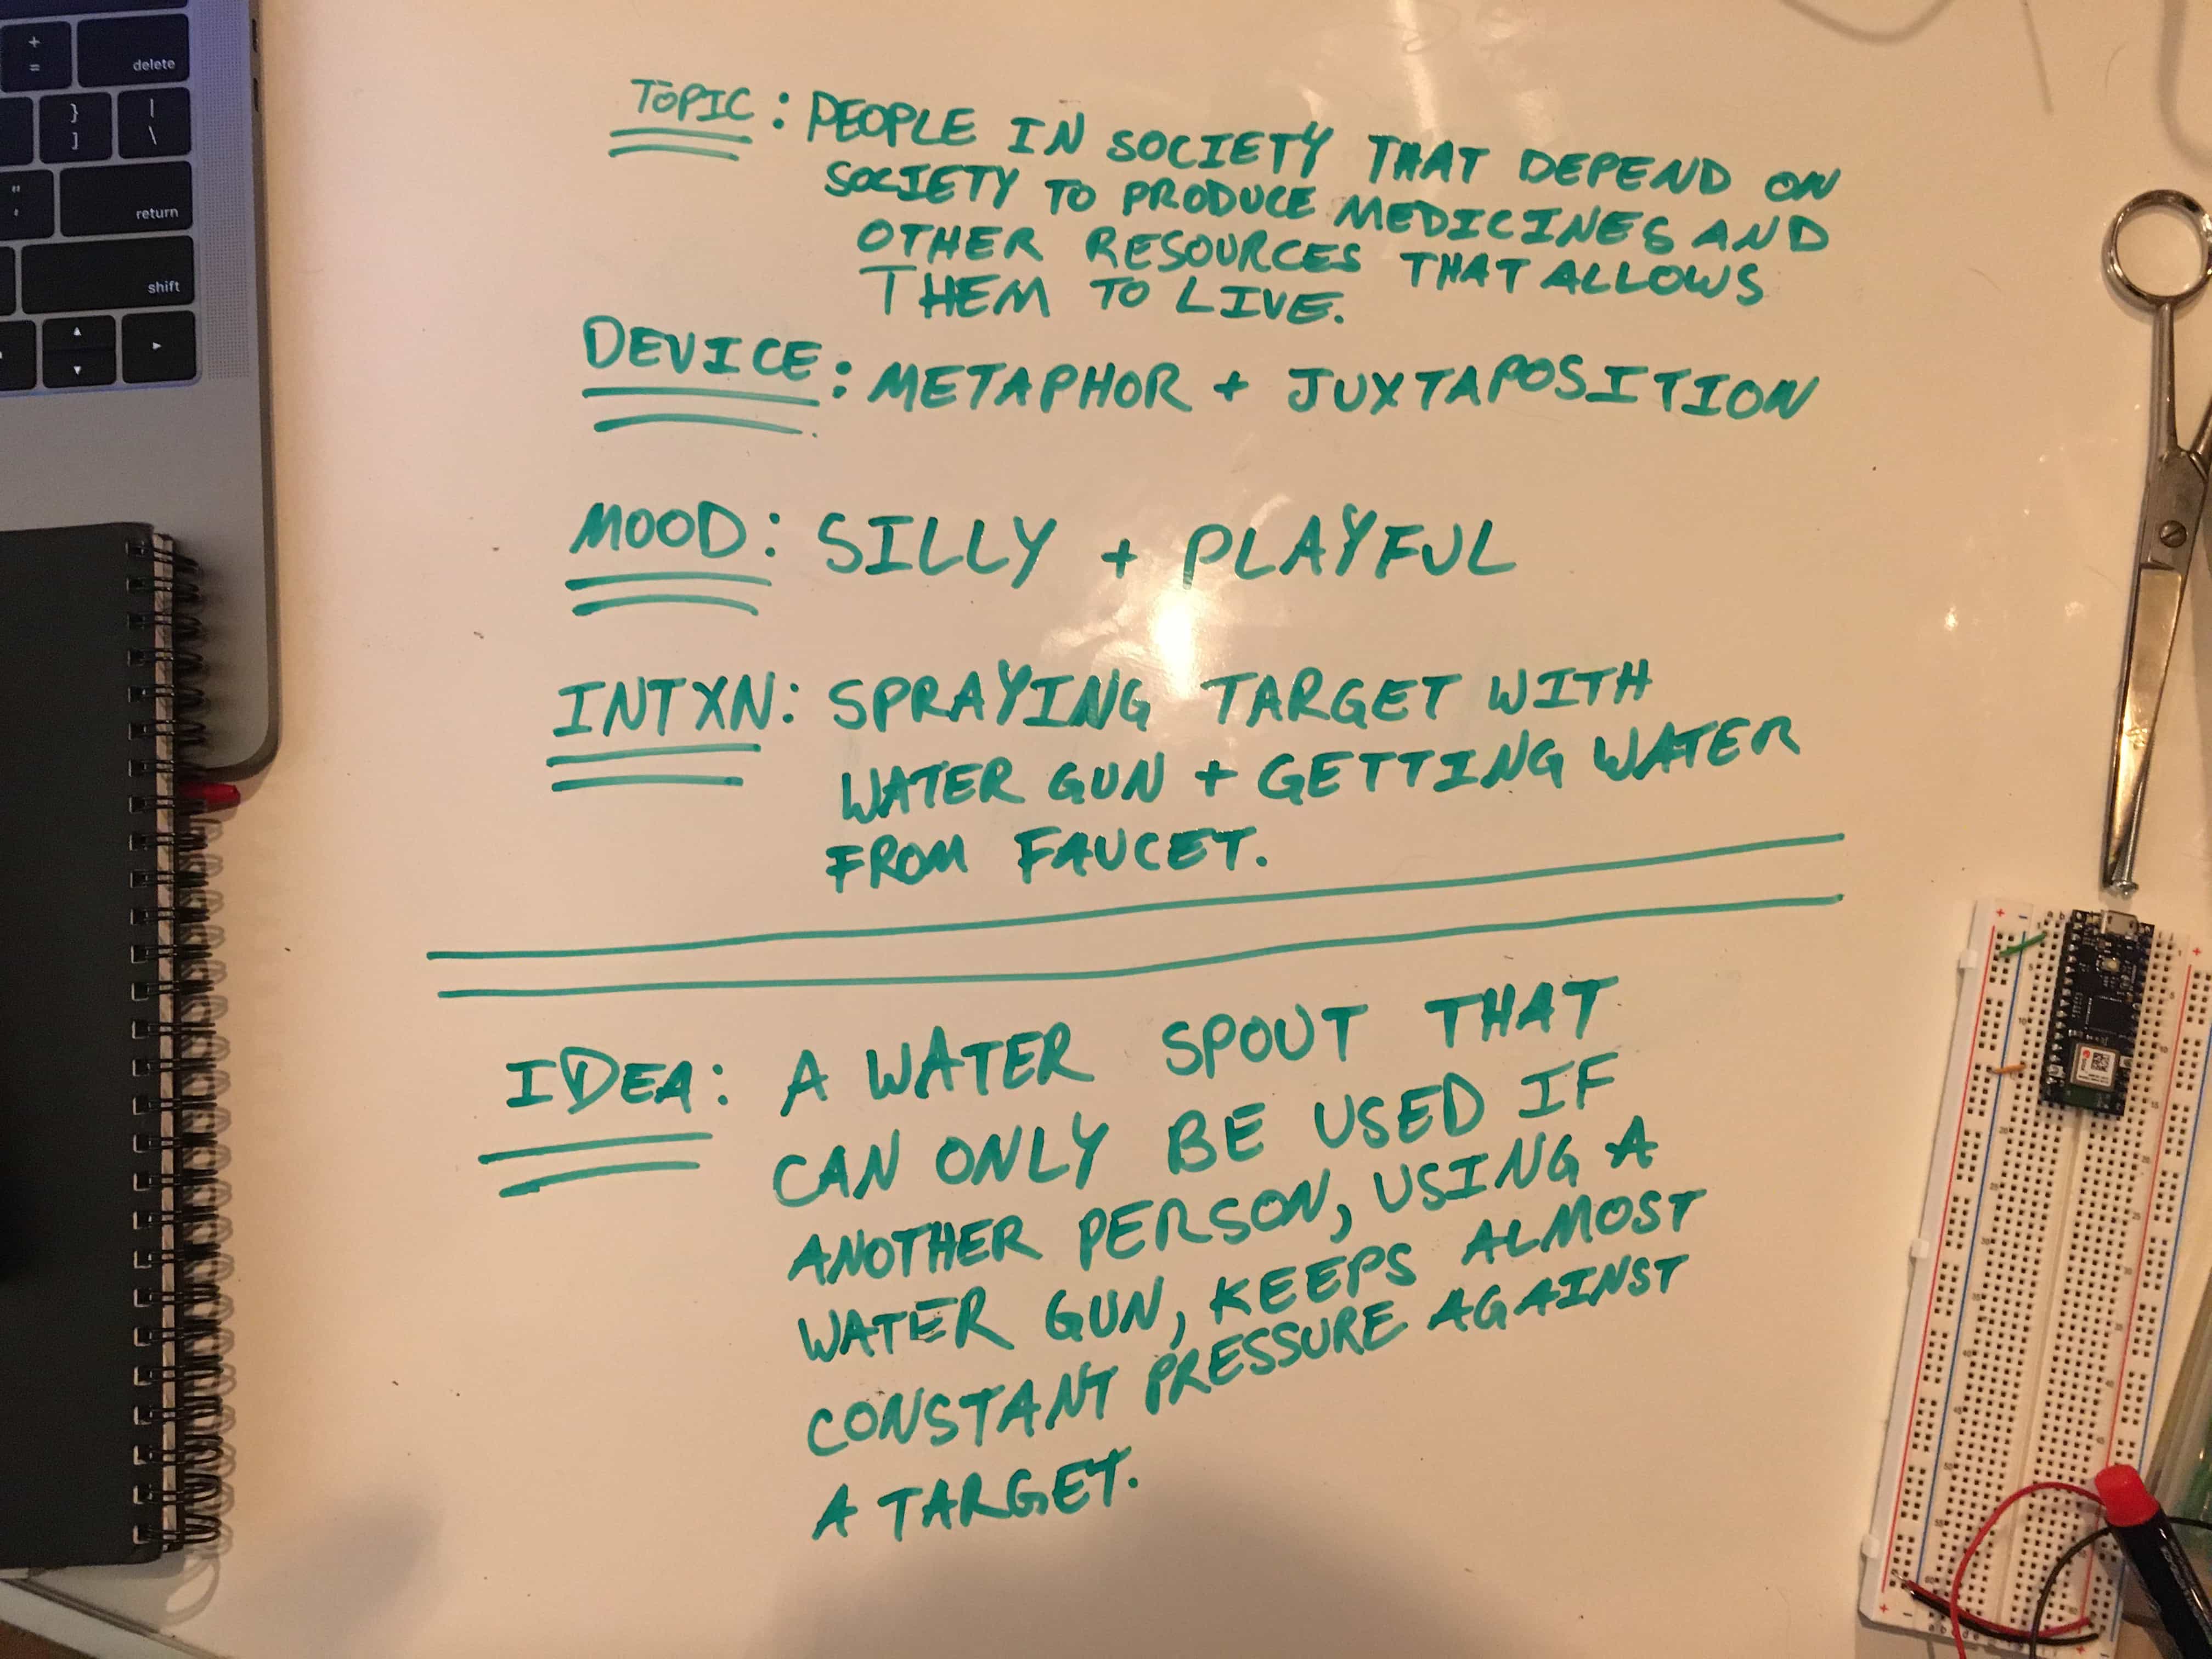 TOPIC: PEOPLE IN SOCIETY THAT DEPEND ON
SOCIETY TO PRODUCE MEDICINES AND
OTHER RESOURCES THAT ALLOWS
THEM TO LIVE.
DEVICE: METAPHOR + JUXTAPOSITION
MOOD: SILLY + PLAYFUL
INTXN: SPRAYING TARGET WITH
WATER GUN + GETTING WATER
FROM FAUCET.
IDEA: A WATER SPOUT THAT
CAN ONLY BE USED IF
ANOTHER PERSON, USING A
WATER GUN, KEEPS ALMOST
CONSTANT PRESSURE AGAINST
A TARGET.
+
=
delete
}
]
|
\
"
'
return
shift